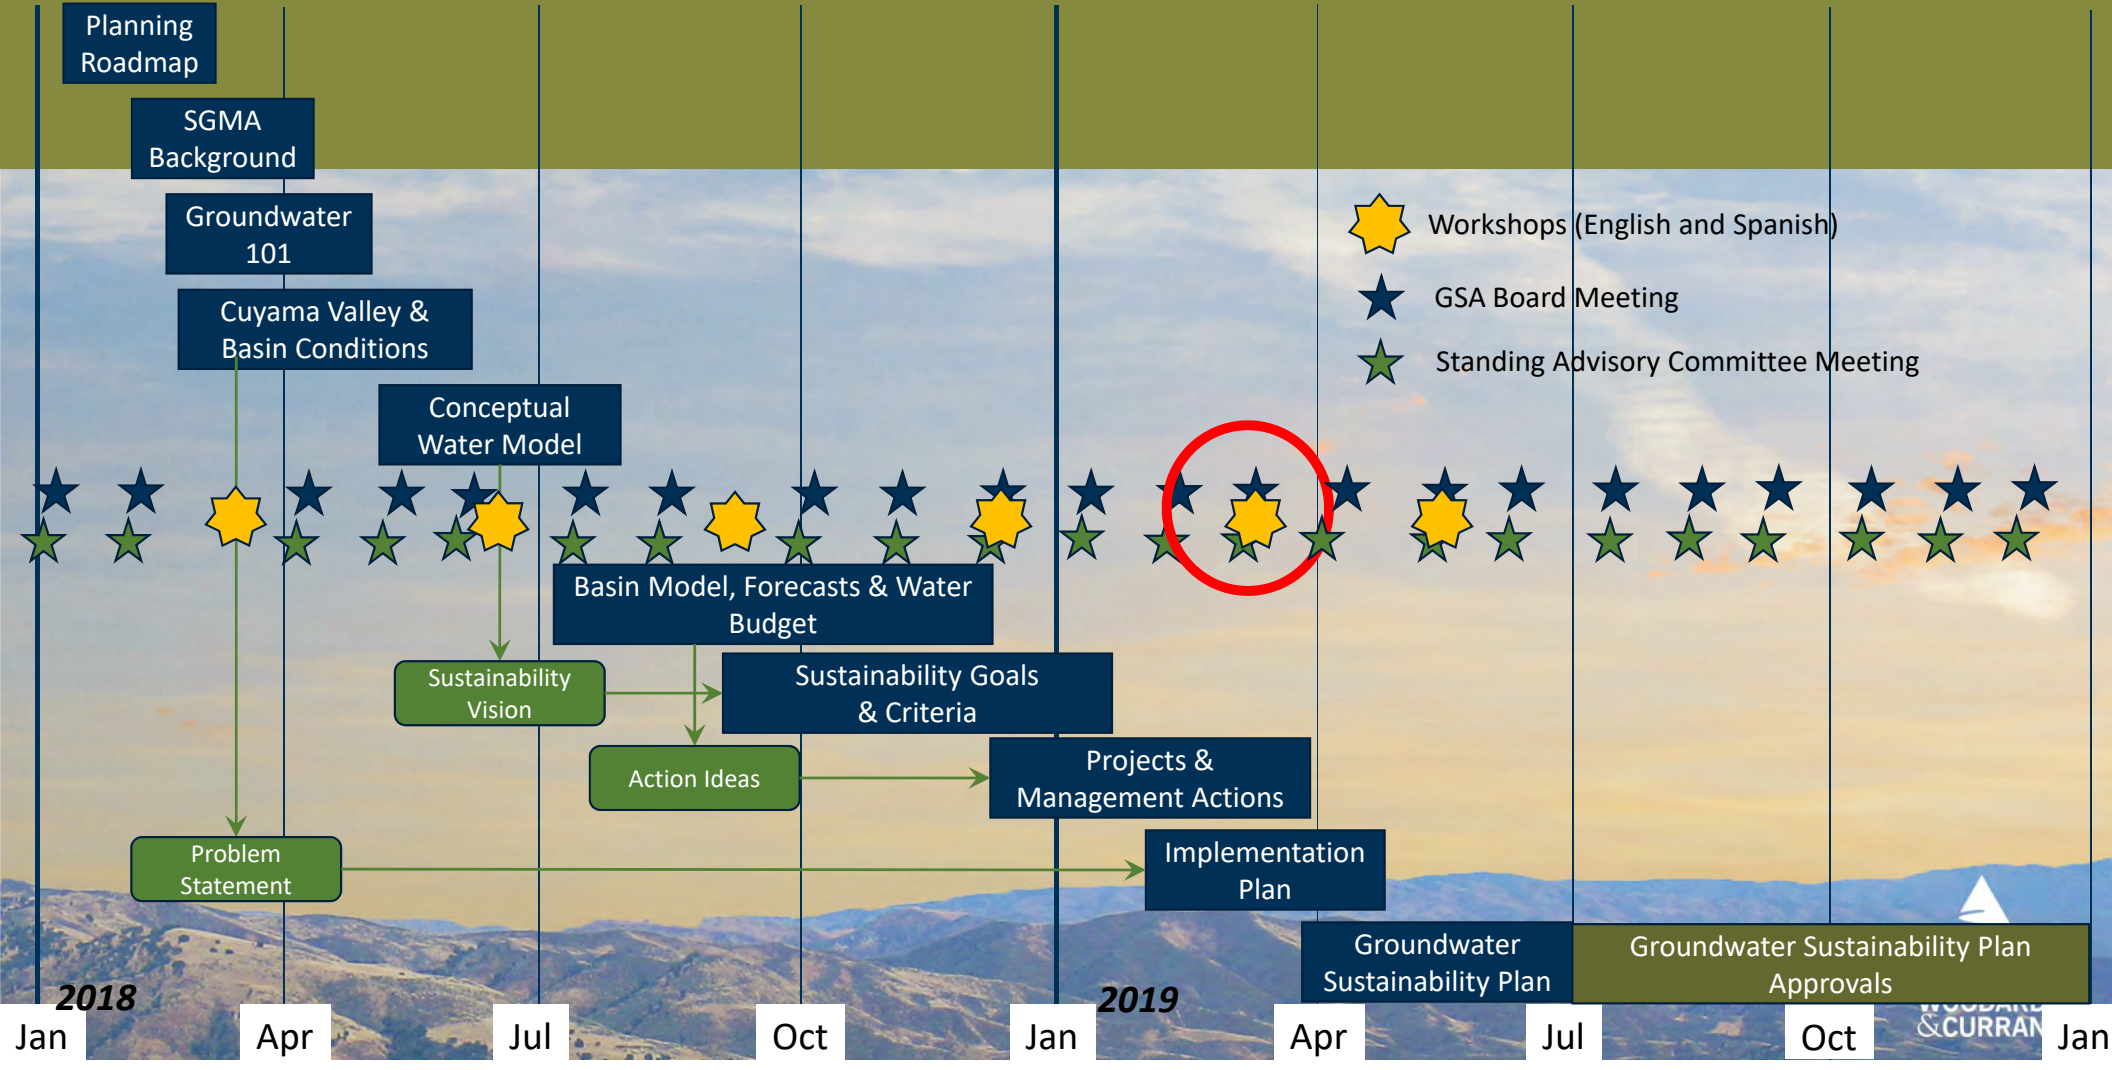 Planning
Roadmap
SGMA
Background
Groundwater
101
Cuyama Valley &
Basin Conditions
Conceptual
Water Model
Workshops (English and Spanish)
GSA Board Meeting
Standing Advisory Committee Meeting
Basin Model, Forecasts & Water
Budget
Sustainability
Vision
Sustainability Goals
& Criteria
Action Ideas
Projects &
Management Actions
Problem
Statement
Implementation
Plan
Groundwater
Sustainability Plan
Groundwater Sustainability Plan
Approvals
2018
2019
WOODARD
&CURRAN
Jan
Apr
Jul
Oct
Jan
Apr
Jul
Oct
Jan